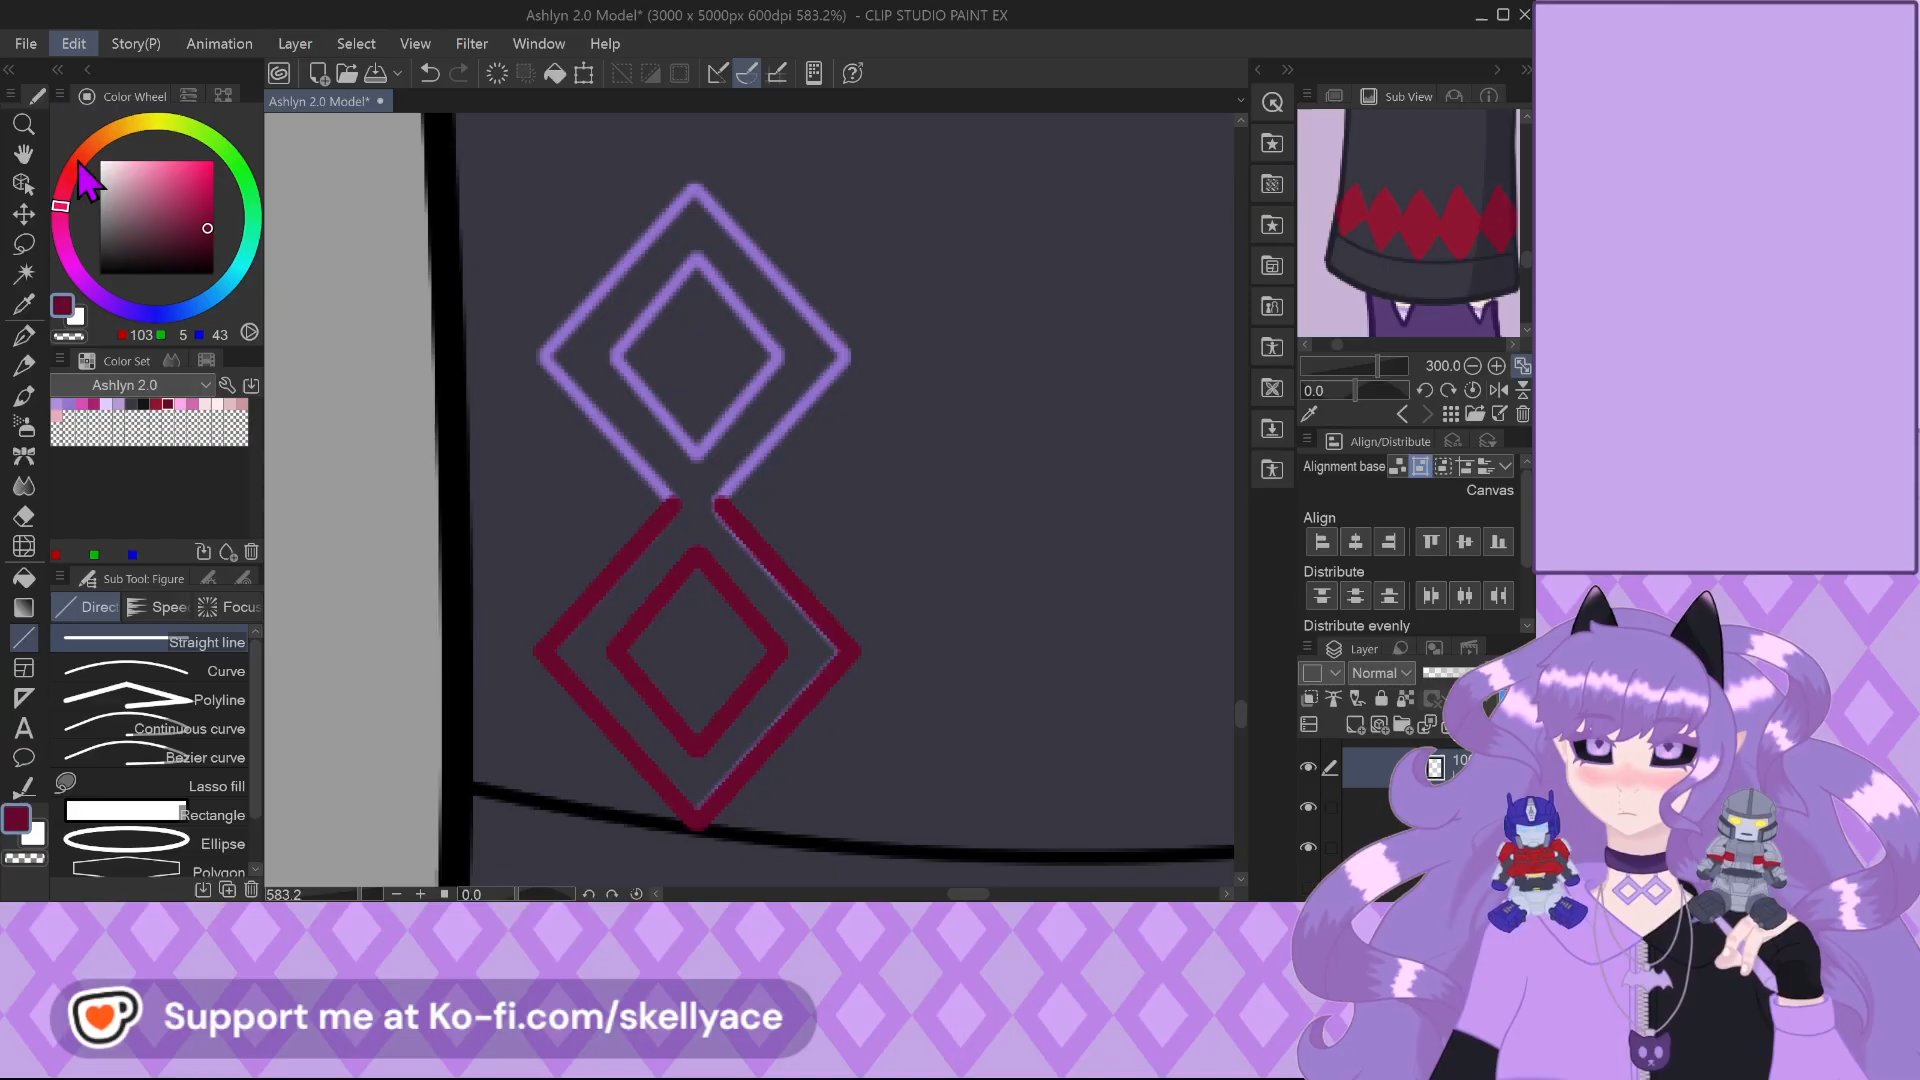 Ashlyn 2.0 Model* (3000 x 5000px 600dpi 583.2%) - CLIP STUDIO PAINT EX
File Edit Story(P) Animation Layer Select View Filter Window Help
Color Wheel
Ashlyn 2.0 Model*
Sub View
103 5 43
Color Set
Ashlyn 2.0
300.0
0.0
Align/Distribute
Alignment base
Canvas
Align
Distribute
Distribute evenly
Sub Tool: Figure
Direc Spee Focu
Straight line
Curve
Polyline
Continuous curve
Bezier curve
Lasso fill
Rectangle
Ellipse
Polygon
Layer
Normal
A
583.2
0.0
Support me at Ko-fi.com/skellyace